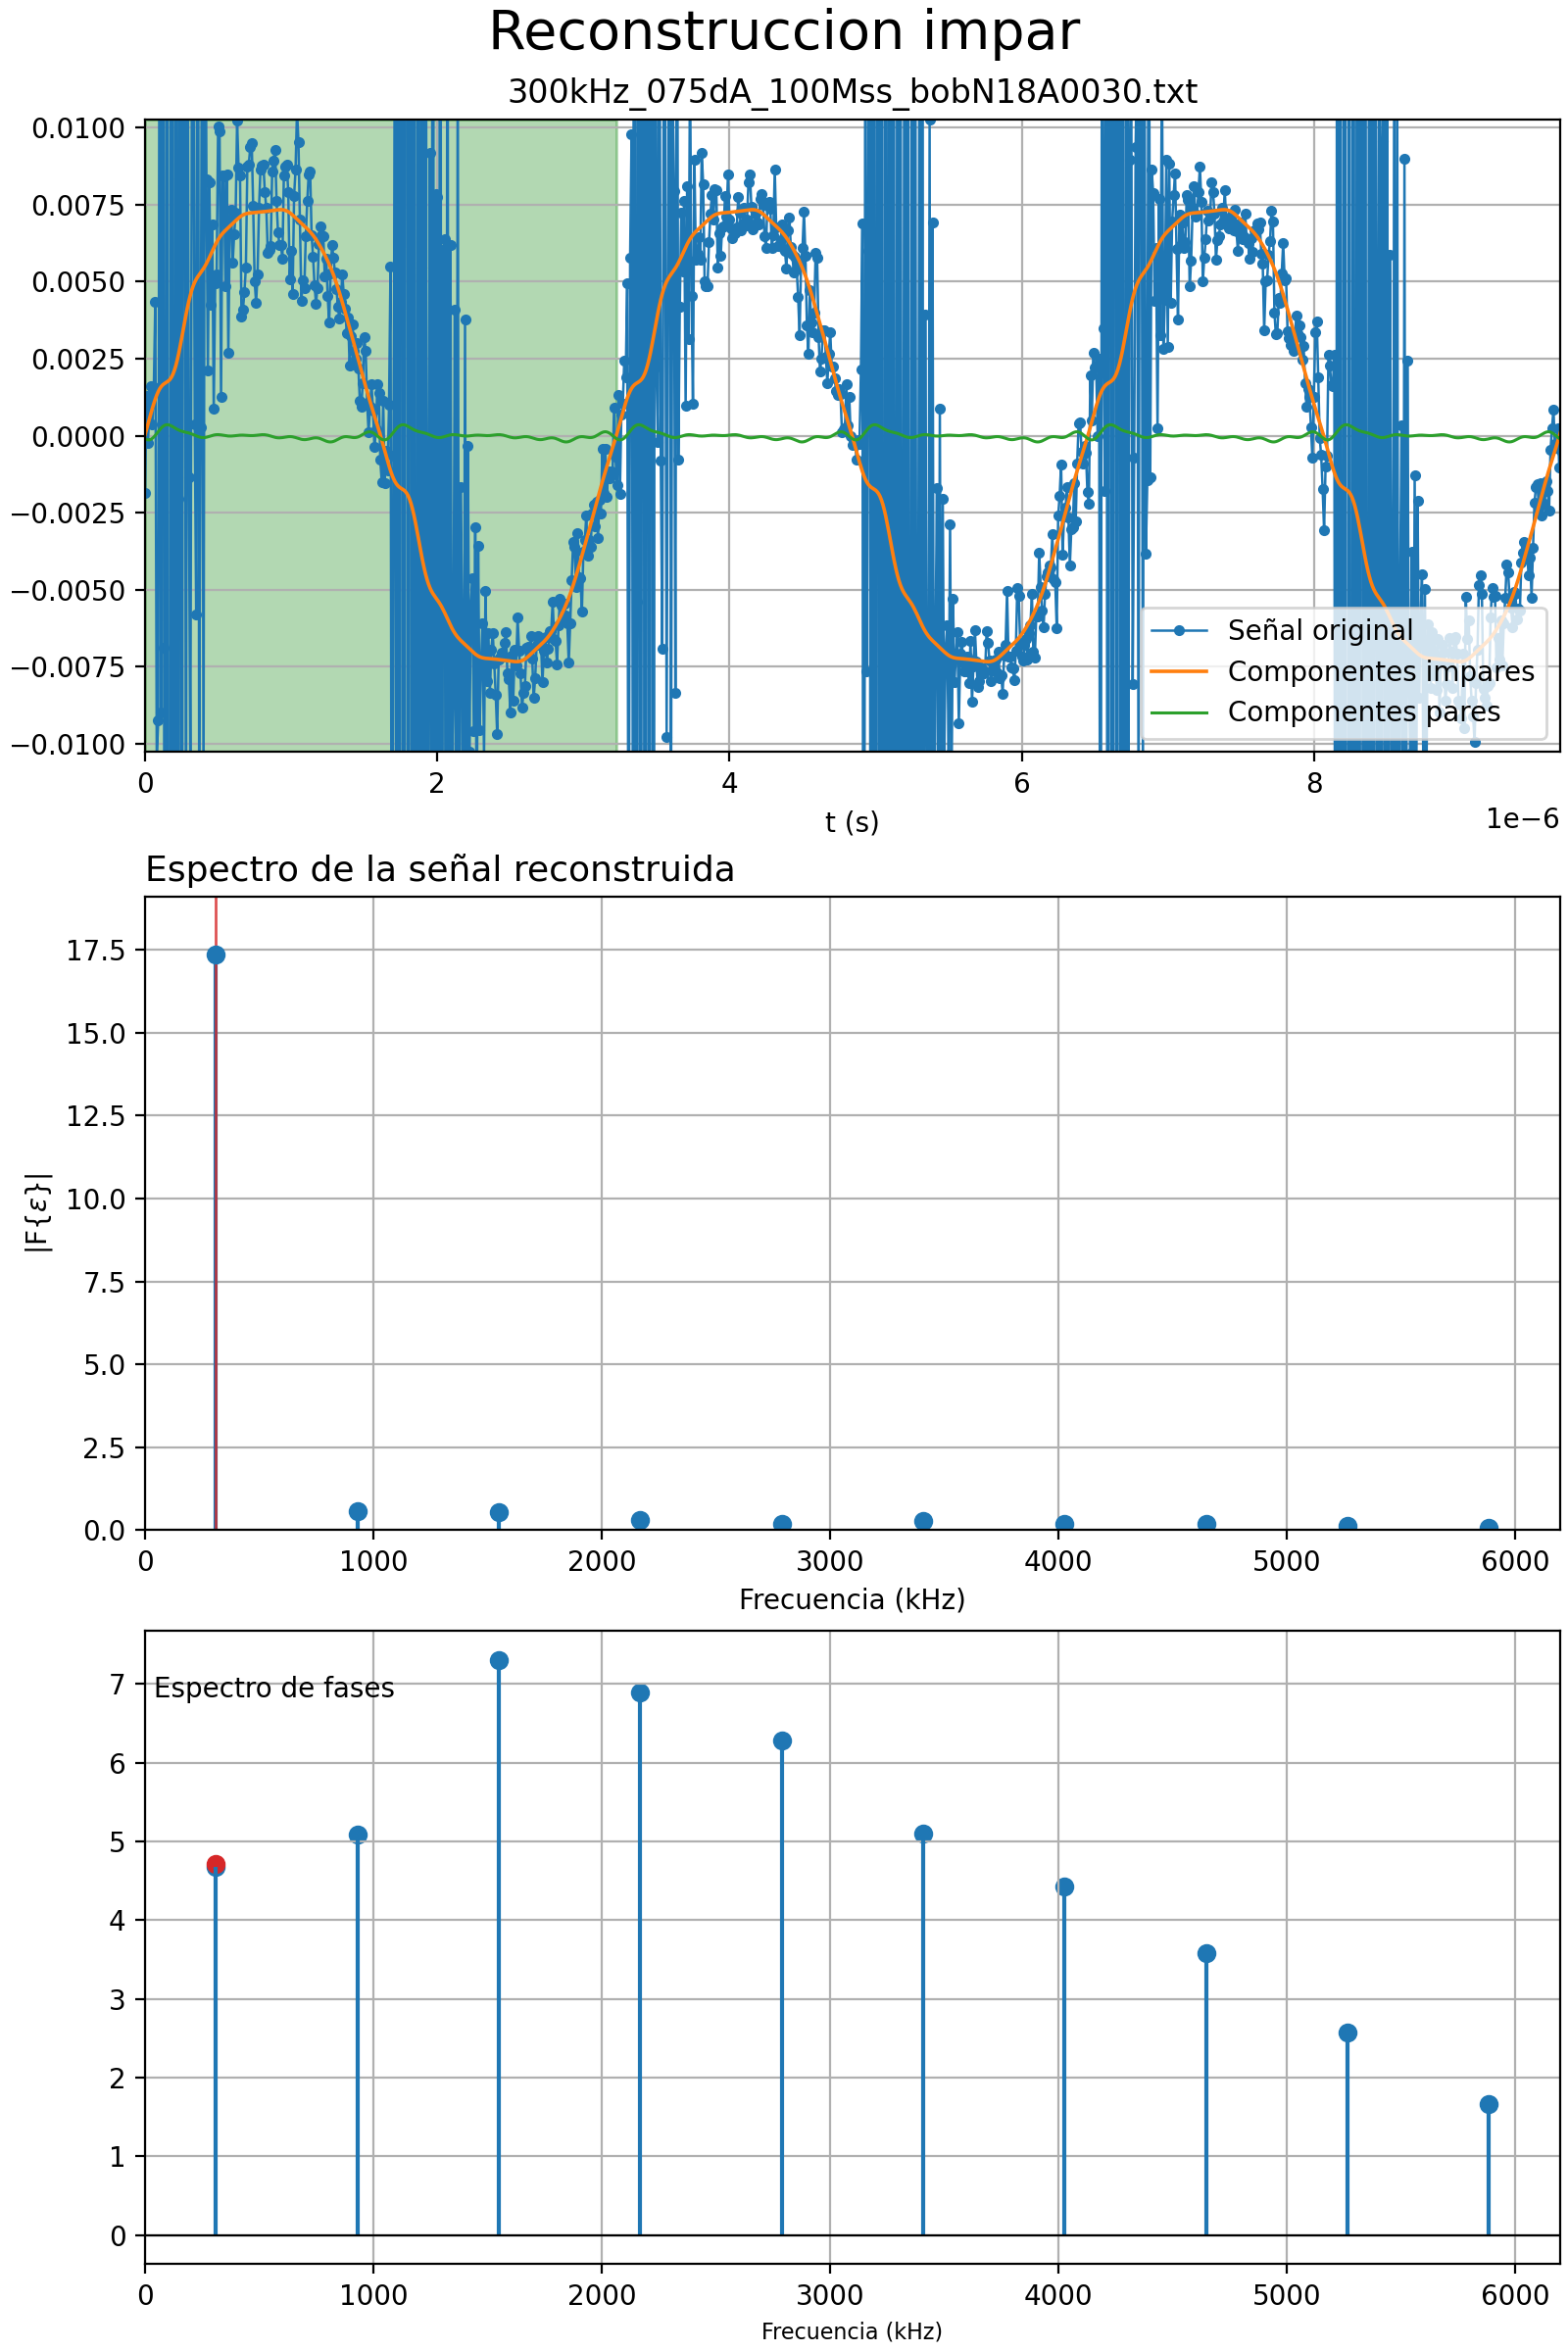 Reconstruccion impar
300kHz_075dA_100Mss_bobN18A0030.txt
0.0100
0.0075
0.0050
0.0025
0.0000
−0.0025
−0.0050
−0.0075
−0.0100
Señal original
Componentes impares
Componentes pares
0 2 4 6 8
t (s)
1e−6
Espectro de la señal reconstruida
17.5
15.0
12.5
10.0
7.5
5.0
2.5
0.0
|F{ε}|
0 1000 2000 3000 4000 5000 6000
Frecuencia (kHz)
Espectro de fases
7
6
5
4
3
2
1
0
0 1000 2000 3000 4000 5000 6000
Frecuencia (kHz)